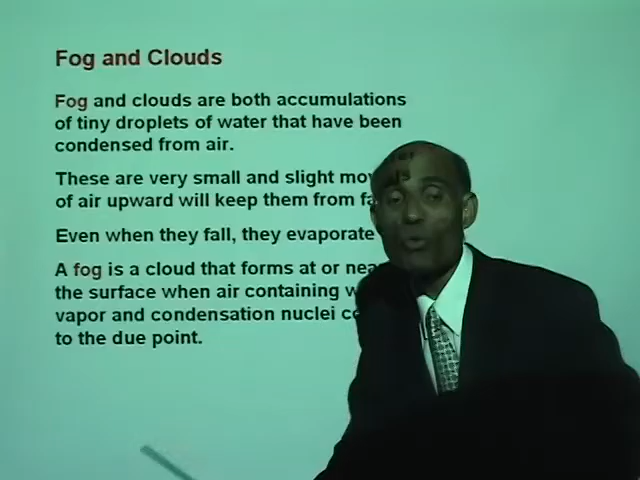 Fog and Clouds
Fog and clouds are both accumulations
of tiny droplets of water that have been
condensed from air.
These are very small and slight
of air upward will keep them from
Even when they fall, they evaporate
A fog is a cloud that forms at or
the surface when air containing
vapor and condensation nuclei
to the due point.